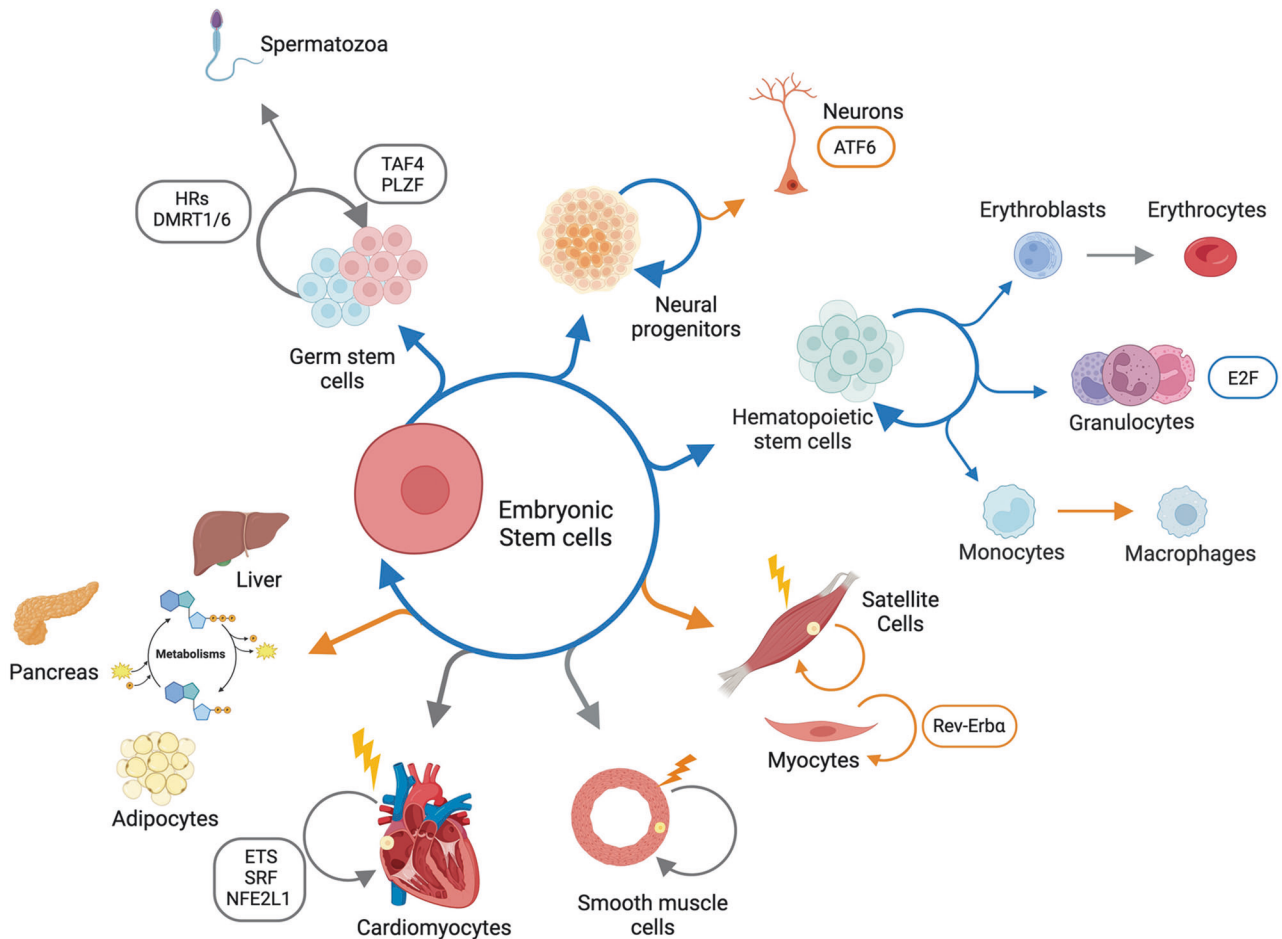 Spermatozoa
TAF4
PLZF
HRs
DMRT1/6
Germ stem
cells
Neurons
ATF6
Neural
progenitors
Erythroblasts
Erythrocytes
Hematopoietic
stem cells
E2F
Granulocytes
Monocytes
Macrophages
Embryonic
Stem cells
Liver
Pancreas
Metabolisms
P
P
P
P
P
P
P
Adipocytes
ETS
SRF
NFE2L1
Cardiomyocytes
Smooth muscle
cells
Satellite
Cells
Myocytes
Rev-Erbα